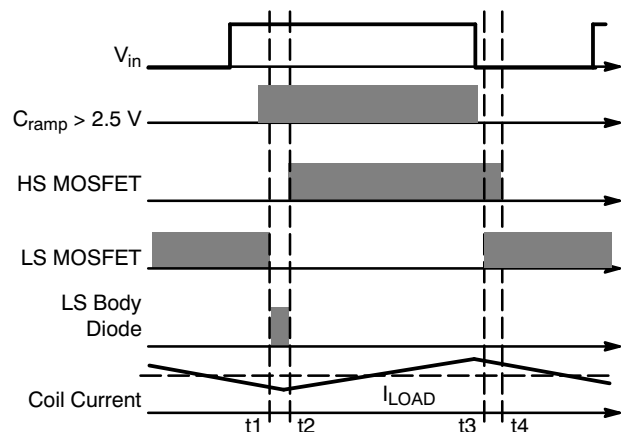 V_in
C_ramp > 2.5 V
HS MOSFET
LS MOSFET
LS Body
Diode
Coil Current
I_LOAD
t1 t2 t3 t4